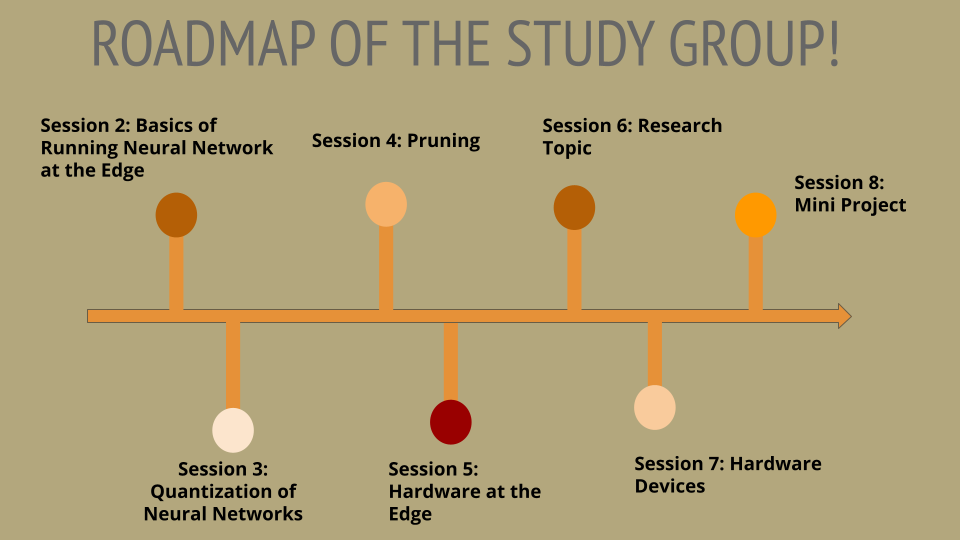 ROADMAP OF THE STUDY GROUP!
Session 2: Basics of
Running Neural Network
at the Edge
Session 4: Pruning
Session 6: Research
Topic
Session 8:
Mini Project
Session 3:
Quantization of
Neural Networks
Session 5:
Hardware at the
Edge
Session 7: Hardware
Devices